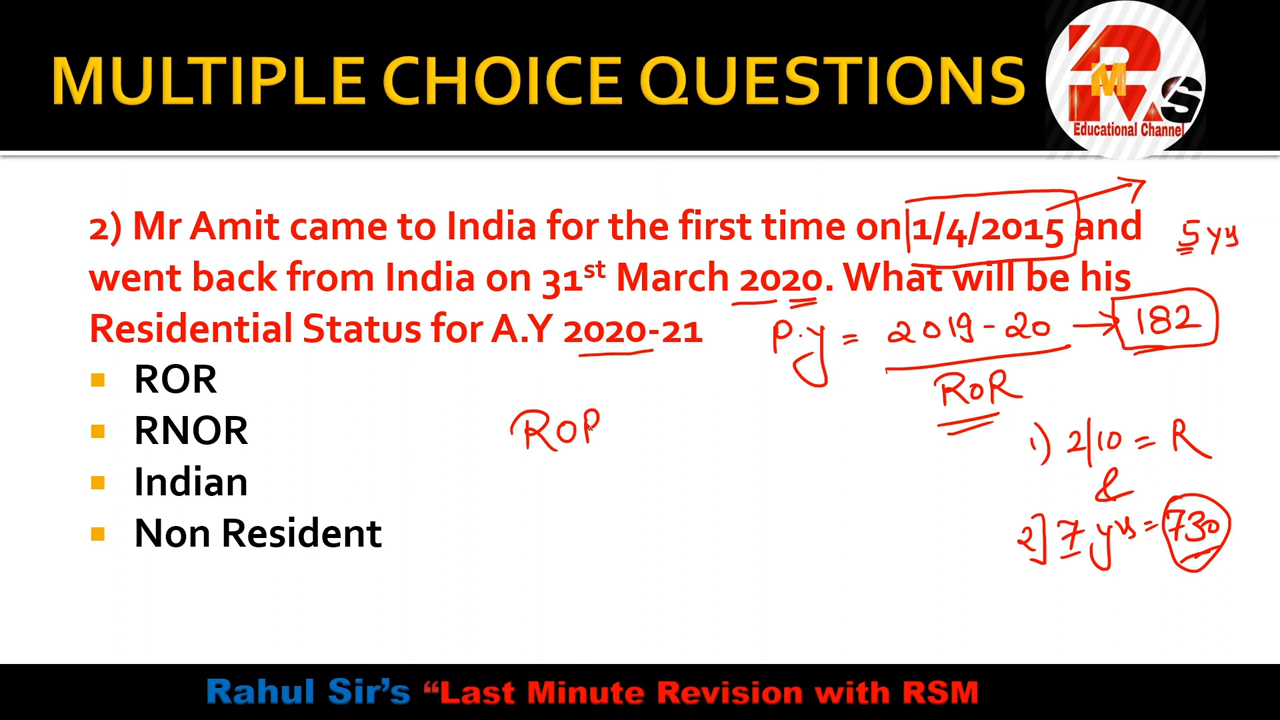 MULTIPLE CHOICE QUESTIONS
RMS
Educational Channel
2) Mr Amit came to India for the first time on 1/4/2015 and
5 yrs
went back from India on 31st March 2020. What will be his
Residential Status for A.Y 2020-21
P.y = 2019-20 → 182
ROR
ROR
RNOR
ROP
1) 2/10 = R
&
Indian
Non Resident
2] 7 yrs = 730
Rahul Sir's "Last Minute Revision with RSM